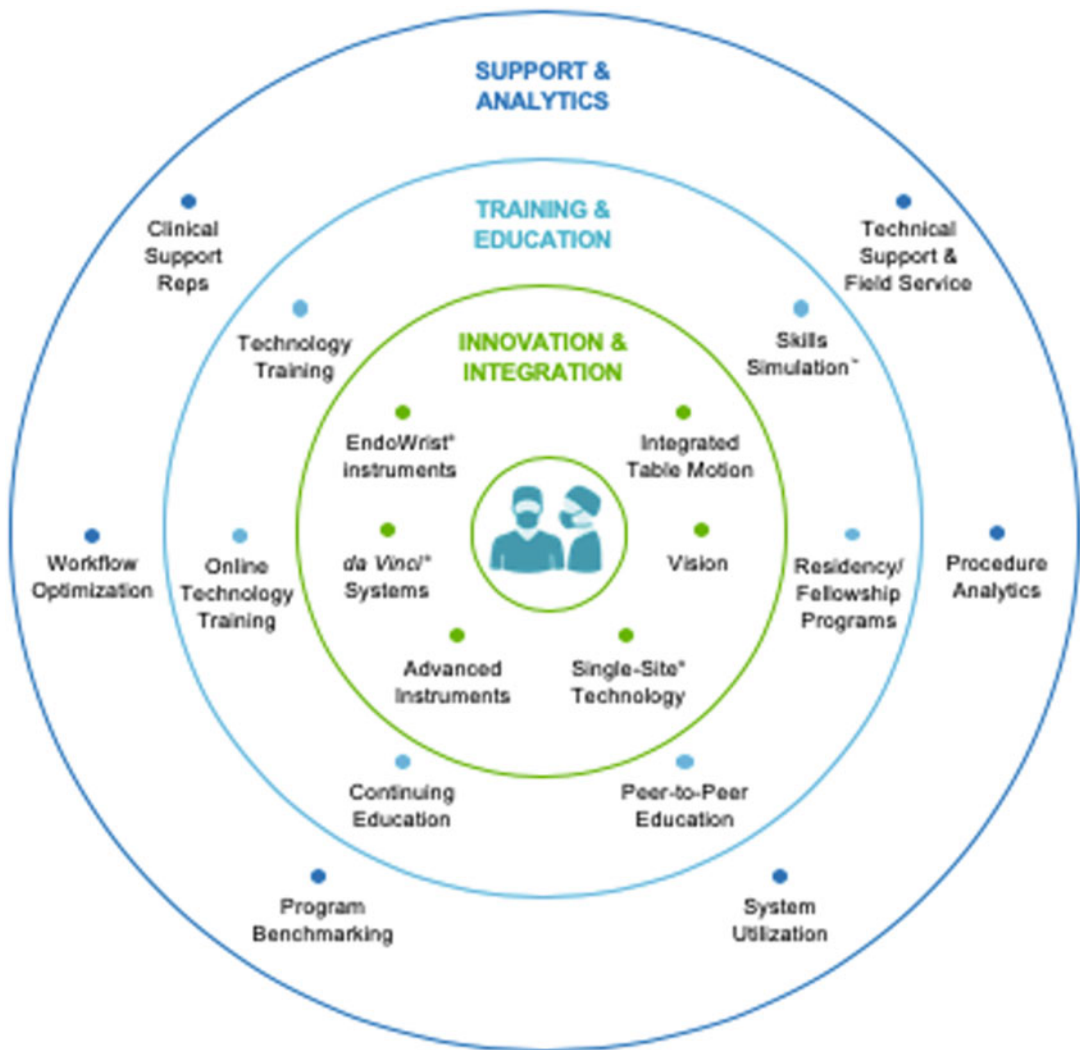 SUPPORT &
ANALYTICS
Clinical
Support
Reps
Technical
Support &
Field Service
Workflow
Optimization
Procedure
Analytics
Program
Benchmarking
System
Utilization
TRAINING &
EDUCATION
Technology
Training
Skills
Simulation™
Online
Technology
Training
Residency/
Fellowship
Programs
Continuing
Education
Peer-to-Peer
Education
INNOVATION &
INTEGRATION
EndoWrist®
instruments
Integrated
Table Motion
da Vinci®
Systems
Vision
Advanced
Instruments
Single-Site®
Technology